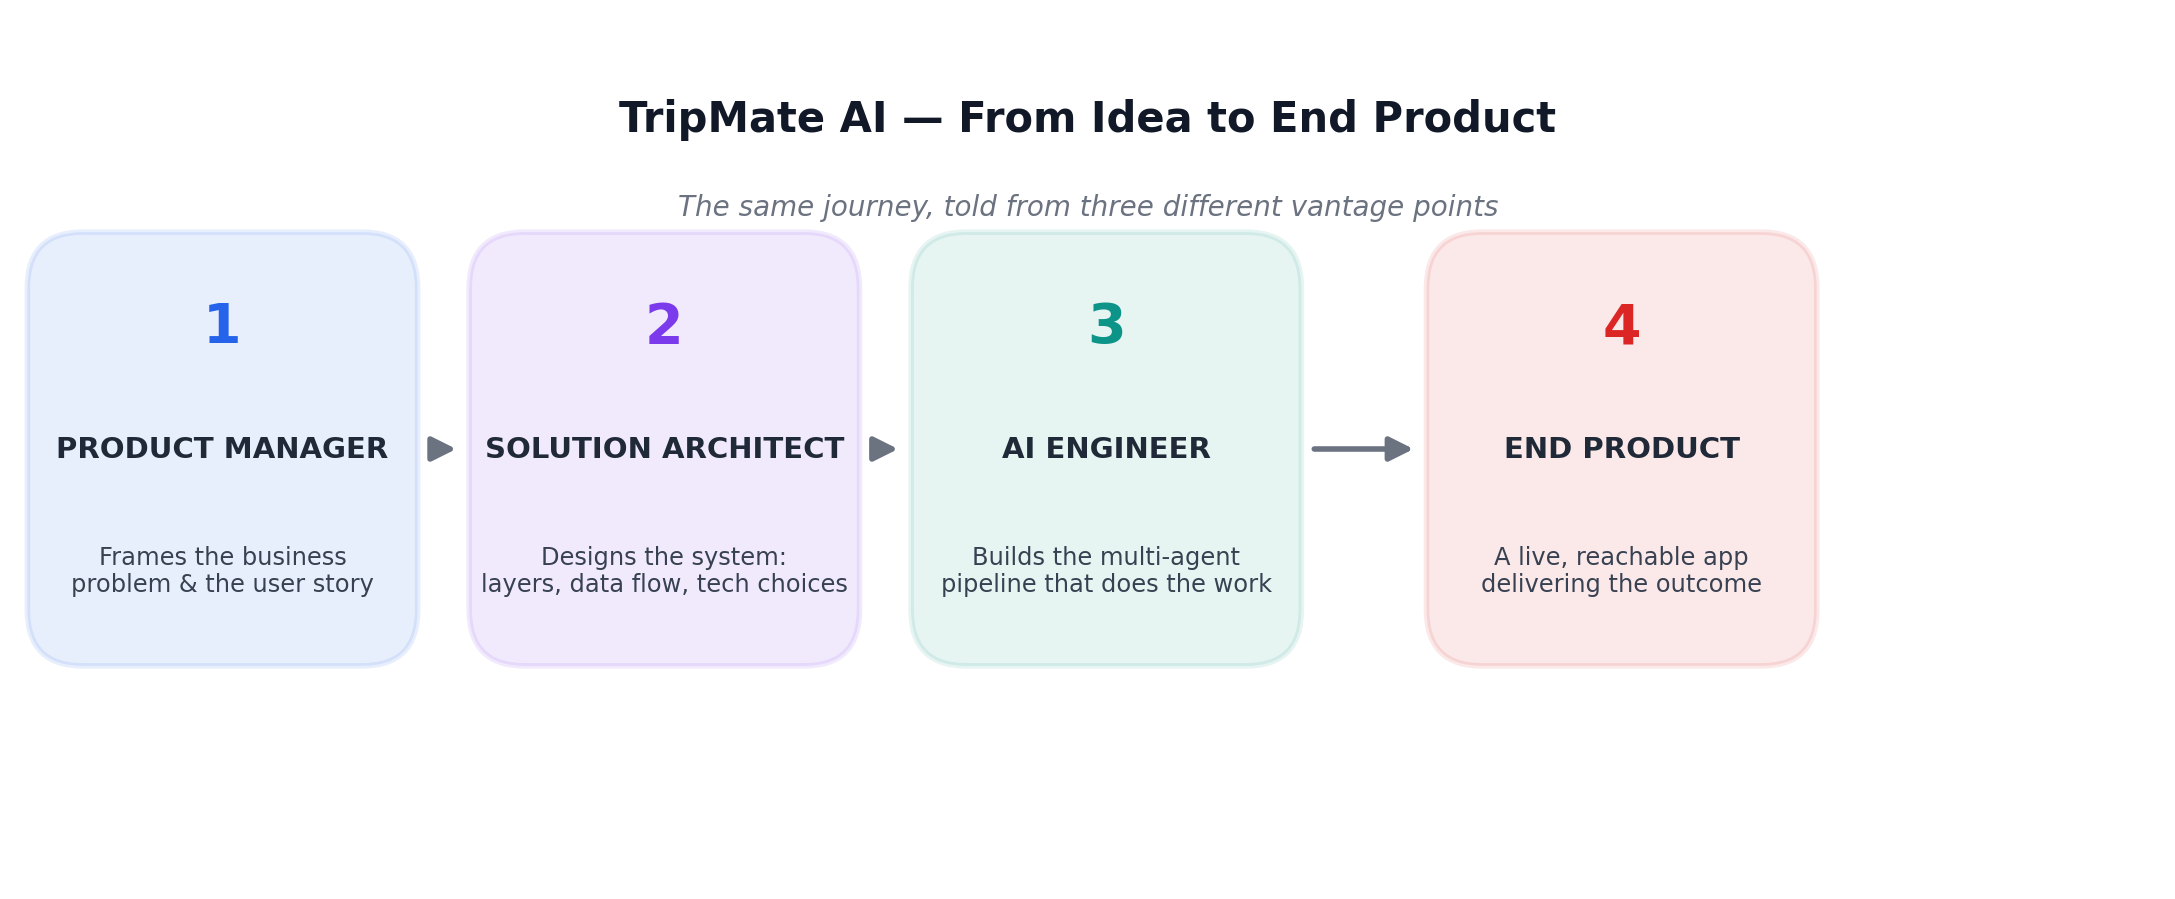 TripMate AI — From Idea to End Product
The same journey, told from three different vantage points
1
PRODUCT MANAGER
Frames the business
problem & the user story
2
SOLUTION ARCHITECT
Designs the system:
layers, data flow, tech choices
3
AI ENGINEER
Builds the multi-agent
pipeline that does the work
4
END PRODUCT
A live, reachable app
delivering the outcome